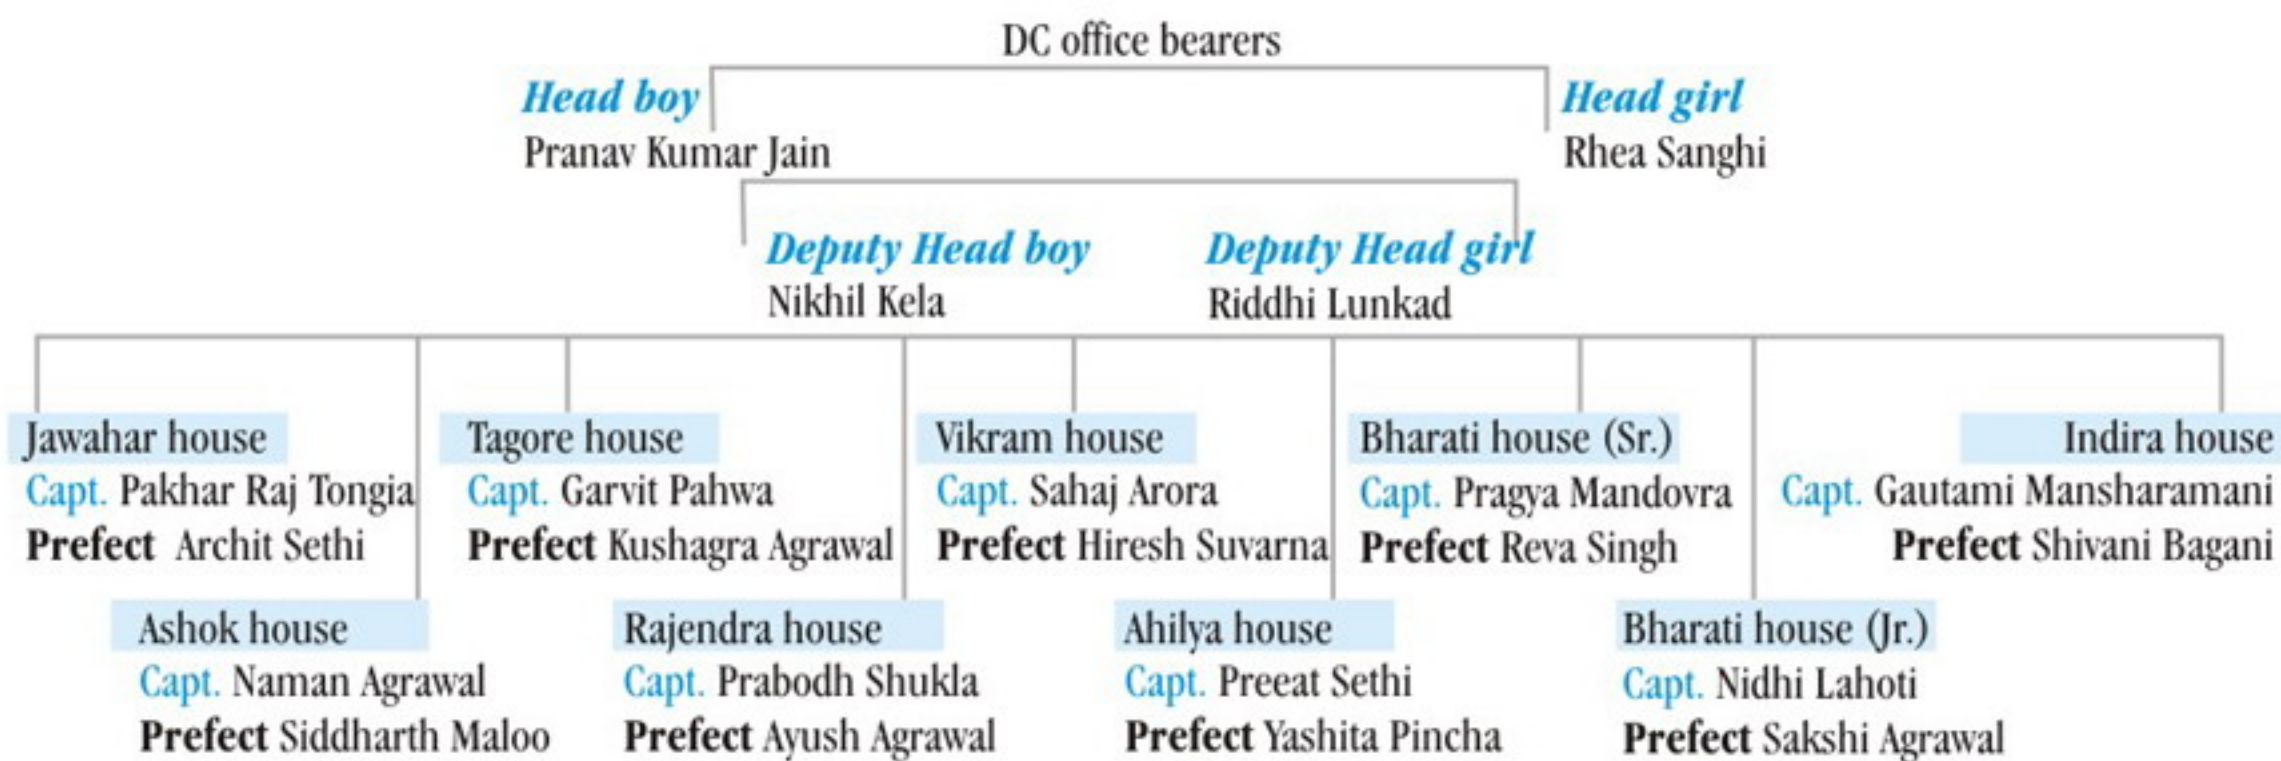 DC office bearers
Head boy
Pranav Kumar Jain
Head girl
Rhea Sanghi
Deputy Head boy
Nikhil Kela
Deputy Head girl
Riddhi Lunkad
Jawahar house
Capt. Pakhar Raj Tongia
Prefect Archit Sethi
Tagore house
Capt. Garvit Pahwa
Prefect Kushagra Agrawal
Vikram house
Capt. Sahaj Arora
Prefect Hiresh Suvarna
Bharati house (Sr.)
Capt. Pragya Mandovra
Prefect Reva Singh
Indira house
Capt. Gautami Mansharamani
Prefect Shivani Bagani
Ashok house
Capt. Naman Agrawal
Prefect Siddharth Maloo
Rajendra house
Capt. Prabodh Shukla
Prefect Ayush Agrawal
Ahilya house
Capt. Preeat Sethi
Prefect Yashita Pincha
Bharati house (Jr.)
Capt. Nidhi Lahoti
Prefect Sakshi Agrawal